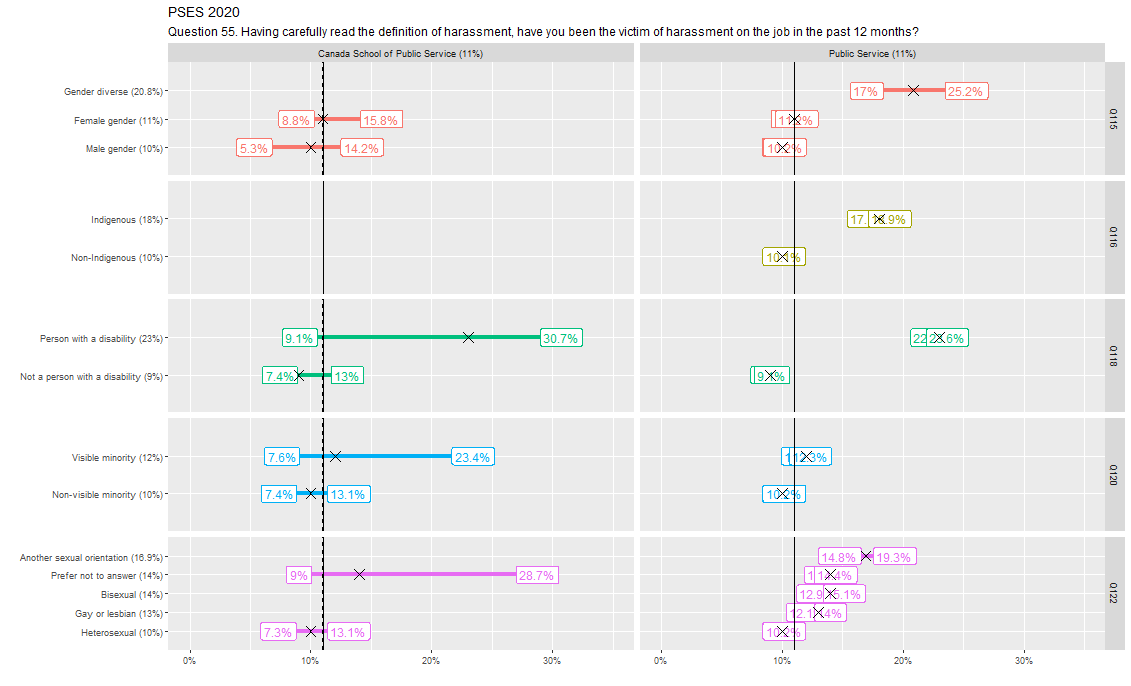 PSES 2020
Question 55. Having carefully read the definition of harassment, have you been the victim of harassment on the job in the past 12 months?
Canada School of Public Service (11%)
Public Service (11%)
Gender diverse (20.8%)
17%
25.2%
Female gender (11%)
8.8%
15.8%
Male gender (10%)
5.3%
14.2%
Q115
Indigenous (18%)
Non-Indigenous (10%)
Q116
Person with a disability (23%)
9.1%
30.7%
Not a person with a disability (9%)
7.4%
13%
Q118
Visible minority (12%)
7.6%
23.4%
Non-visible minority (10%)
7.4%
13.1%
Q120
Another sexual orientation (16.9%)
14.8%
19.3%
Prefer not to answer (14%)
9%
28.7%
Bisexual (14%)
Gay or lesbian (13%)
Heterosexual (10%)
7.3%
13.1%
Q122
0%
10%
20%
30%
0%
10%
20%
30%